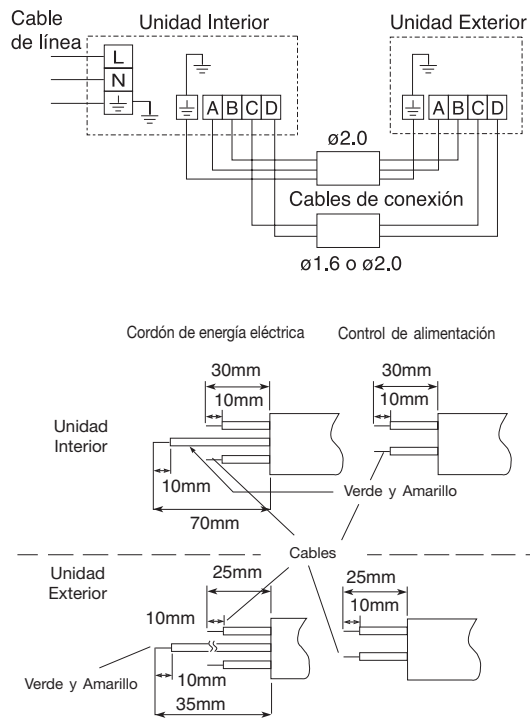 Cable
de línea
Unidad Interior
Unidad Exterior
L
N
A B C D
A B C D
ø2.0
Cables de conexión
ø1.6 o ø2.0
Cordón de energía eléctrica
Control de alimentación
30mm
30mm
10mm
10mm
Unidad
Interior
10mm
Verde y Amarillo
70mm
Cables
Unidad
Exterior
25mm
25mm
10mm
10mm
Verde y Amarillo
10mm
35mm